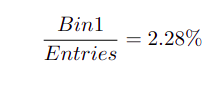 Bin1
Entries = 2.28%